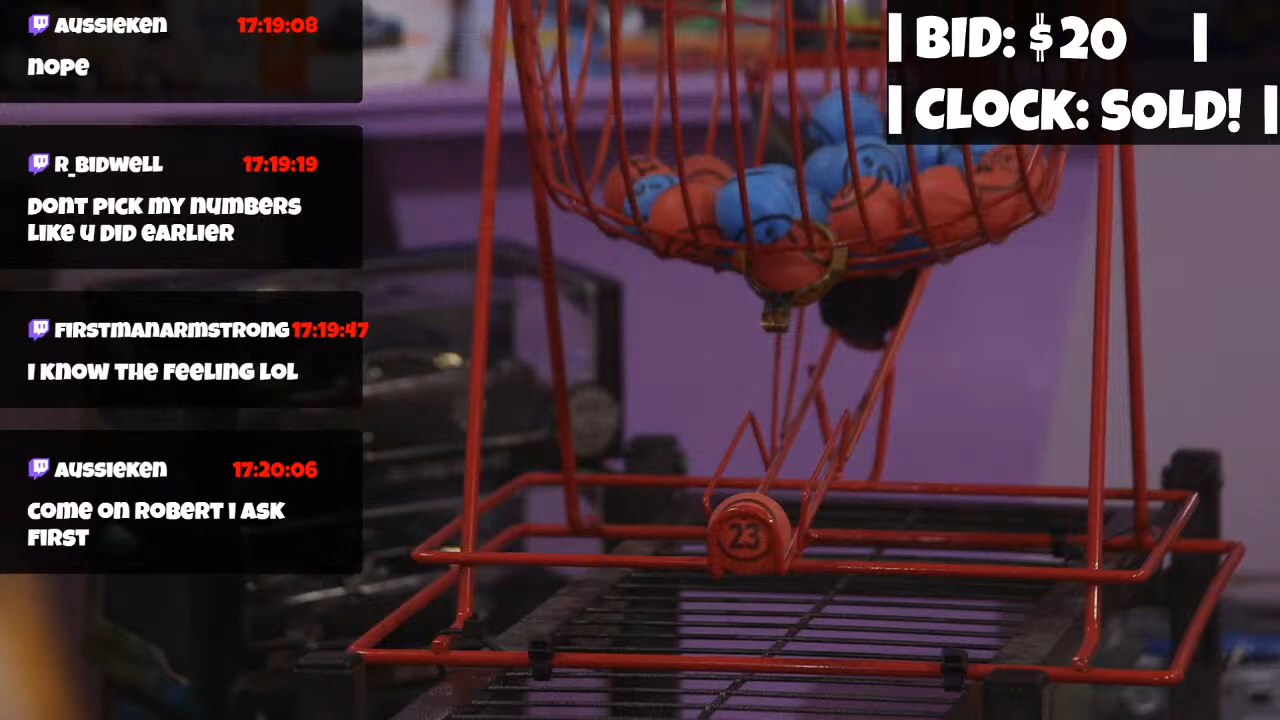 AUSSIEKEN 17:19:08
nope
R_BIDWELL 17:19:19
DONT PICK MY NUMBERS
LIKE U DID EARLIER
FIRSTMANARMSTRONG 17:19:47
I KNOW THE FEELING LOL
AUSSIEKEN 17:20:06
COME ON ROBERT I ASK
FIRST
| BID: $20 |
| CLOCK: SOLD! |
23